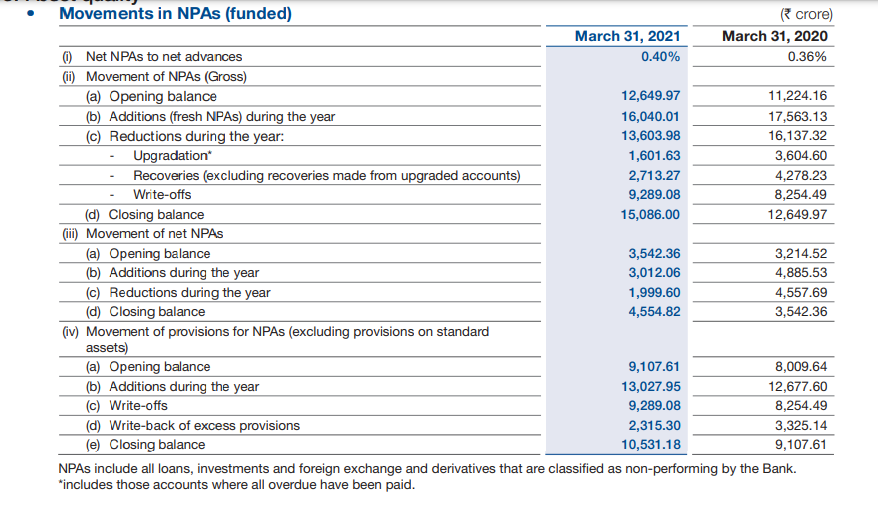 • Movements in NPAs (funded) (₹ crore)
March 31, 2021 March 31, 2020
(i) Net NPAs to net advances 0.40% 0.36%
(ii) Movement of NPAs (Gross)
(a) Opening balance 12,649.97 11,224.16
(b) Additions (fresh NPAs) during the year 16,040.01 17,563.13
(c) Reductions during the year: 13,603.98 16,137.32
- Upgradation* 1,601.63 3,604.60
- Recoveries (excluding recoveries made from upgraded accounts) 2,713.27 4,278.23
- Write-offs 9,289.08 8,254.49
(d) Closing balance 15,086.00 12,649.97
(iii) Movement of net NPAs
(a) Opening balance 3,542.36 3,214.52
(b) Additions during the year 3,012.06 4,885.53
(c) Reductions during the year 1,999.60 4,557.69
(d) Closing balance 4,554.82 3,542.36
(iv) Movement of provisions for NPAs (excluding provisions on standard
assets)
(a) Opening balance 9,107.61 8,009.64
(b) Additions during the year 13,027.95 12,677.60
(c) Write-offs 9,289.08 8,254.49
(d) Write-back of excess provisions 2,315.30 3,325.14
(e) Closing balance 10,531.18 9,107.61
NPAs include all loans, investments and foreign exchange and derivatives that are classified as non-performing by the Bank.
*includes those accounts where all overdue have been paid.